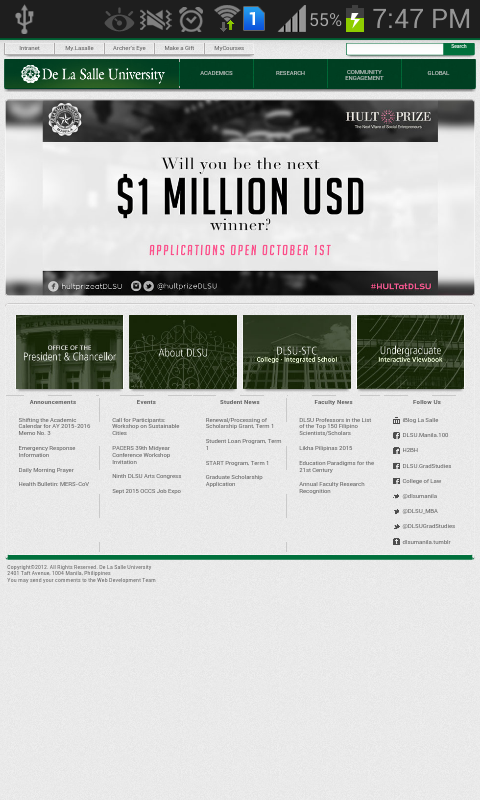 1 55% 7:47 PM
Intranet My.Lasalle Archer's Eye Make a Gift MyCourses Search
De La Salle University ACADEMICS RESEARCH COMMUNITY ENGAGEMENT GLOBAL
HULT PRIZE
The Next Wave of Social Entrepreneurs
Will you be the next
$1 MILLION USD
winner?
APPLICATIONS OPEN OCTOBER 1ST
hultprizeatDLSU @hultprizeDLSU #HULTatDLSU
DE LA SALLE UNIVERSITY
OFFICE OF THE
President & Chancellor
About DLSU
DLSU-STC
College · Integrated School
Undergraduate
Interactive Viewbook
Announcements
Shifting the Academic
Calendar for AY 2015-2016
Memo No. 3
Emergency Response
Information
Daily Morning Prayer
Health Bulletic: MERS-CoV
Events
Call for Participants:
Workshop on Sustainable
Cities
PACERS 39th Midyear
Conference Workshop
Invitation
Ninth DLSU Arts Congress
Sept 2015 OCCS Job Expo
Student News
Renewal/Processing of
Scholarship Grant, Term 1
Student Loan Program, Term
1
START Program, Term 1
Graduate Scholarship
Application
Faculty News
DLSU Professors in the List
of the Top 150 Filipino
Scientists/Scholars
Likha Pilipinas 2015
Education Paradigms for the
21st Century
Annual Faculty Research
Recognition
Follow Us
iBlog La Salle
DLSU.Manila.100
H2BH
DLSU.GradStudies
College of Law
@dlsumanila
@DLSU_MBA
@DLSUGradStudies
dlsumanila.tumblr
Copyright©2012. All Rights Reserved. De La Salle University
2401 Taft Avenue, 1004 Manila, Philippines
You may send your comments to the Web Development Team